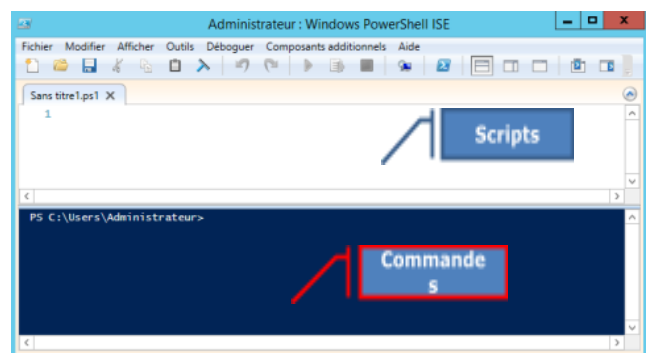 Administrateur : Windows PowerShell ISE
Fichier Modifier Afficher Outils Déboguer Composants additionnels Aide
Sans titre1.ps1 X
1
Scripts
PS C:\Users\Administrateur>
Commande
s